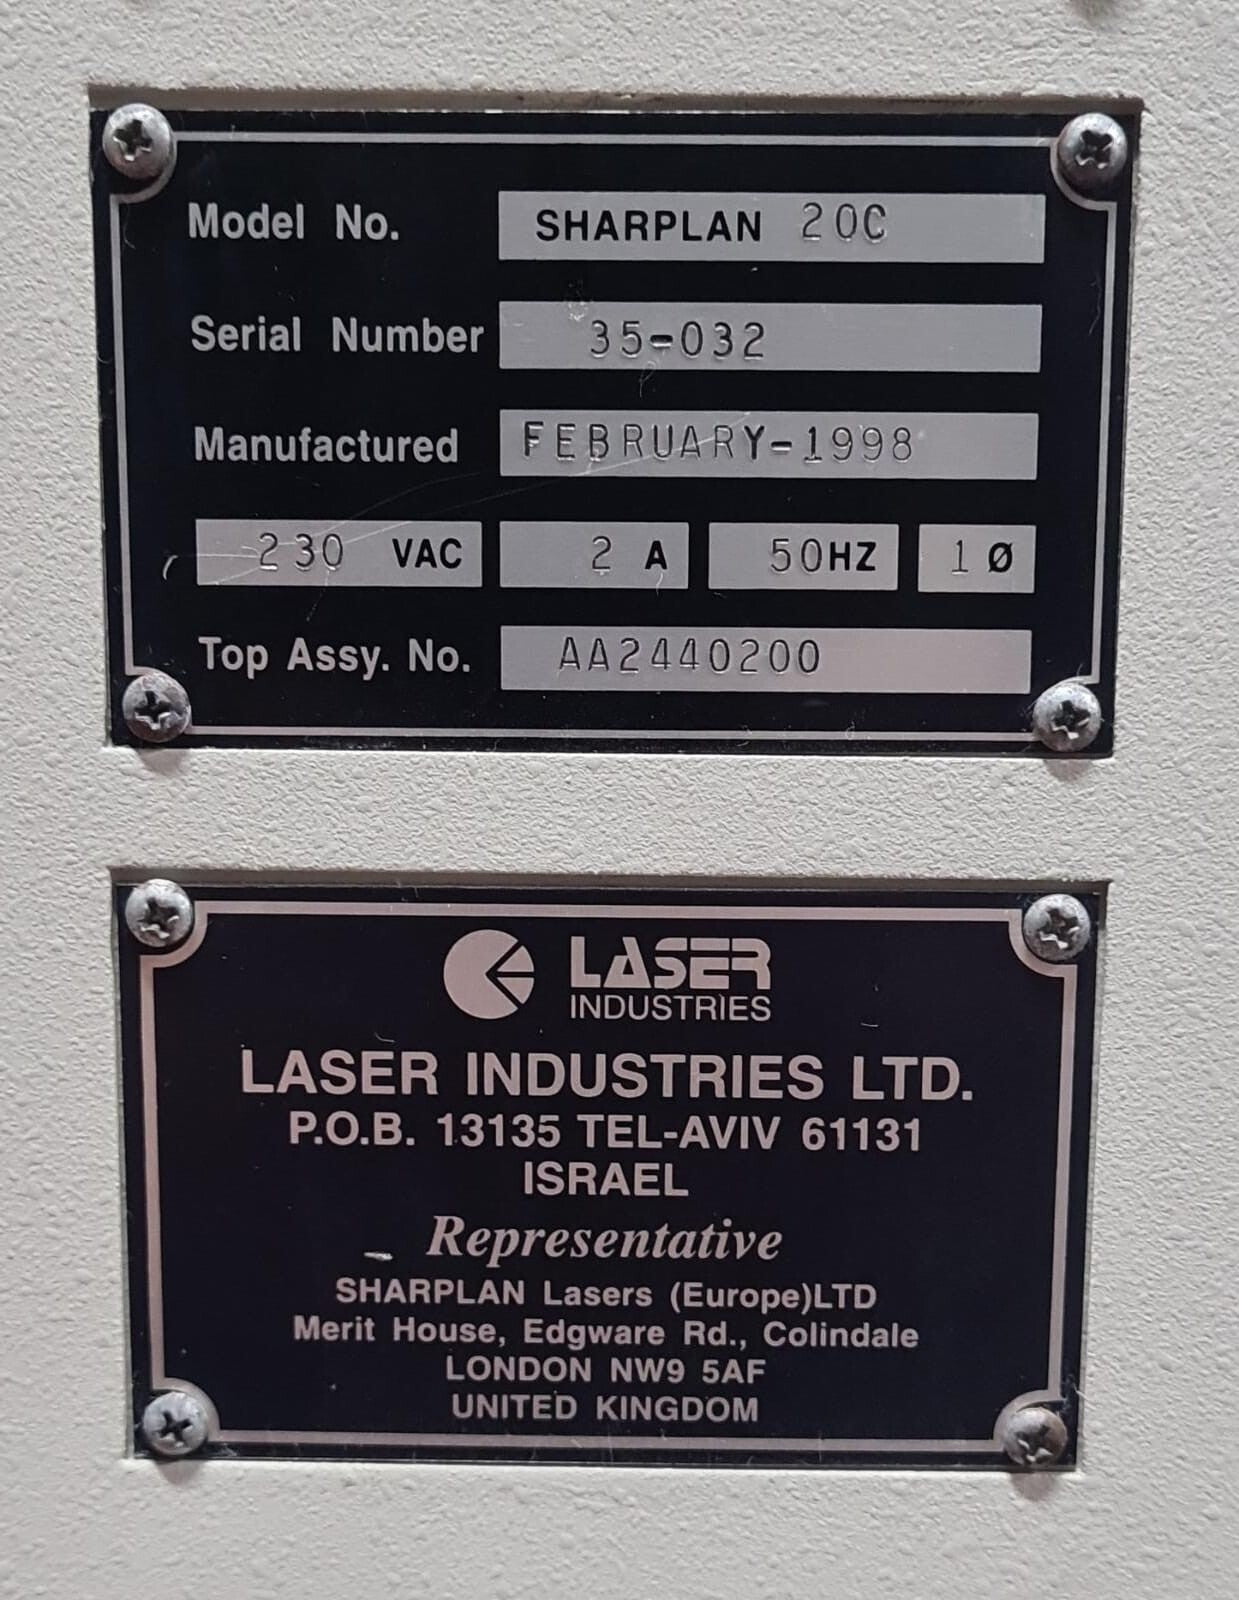 Model No. SHARPLAN 20C
Serial Number 35-032
Manufactured FEBRUARY-1998
230 VAC 2 A 50HZ 1 Ø
Top Assy. No. AA2440200
LASER
INDUSTRIES
LASER INDUSTRIES LTD.
P.O.B. 13135 TEL-AVIV 61131
ISRAEL
Representative
SHARPLAN Lasers (Europe)LTD
Merit House, Edgware Rd., Colindale
LONDON NW9 5AF
UNITED KINGDOM